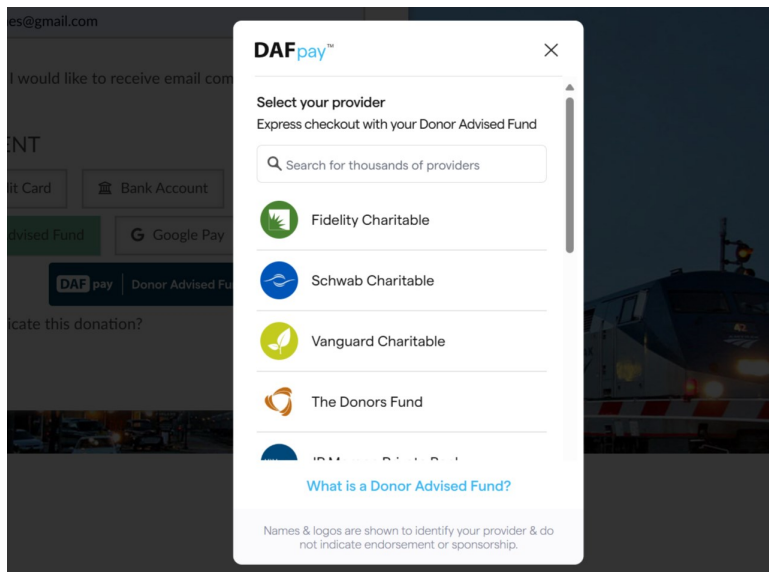 es@gmail.com
I would like to receive email com
ENT
lit Card
Bank Account
dvised Fund
G Google Pay
DAF pay | Donor Advised Fu
icate this donation?
DAFpay™
Select your provider
Express checkout with your Donor Advised Fund
Search for thousands of providers
Fidelity Charitable
Schwab Charitable
Vanguard Charitable
The Donors Fund
What is a Donor Advised Fund?
Names & logos are shown to identify your provider & do
not indicate endorsement or sponsorship.